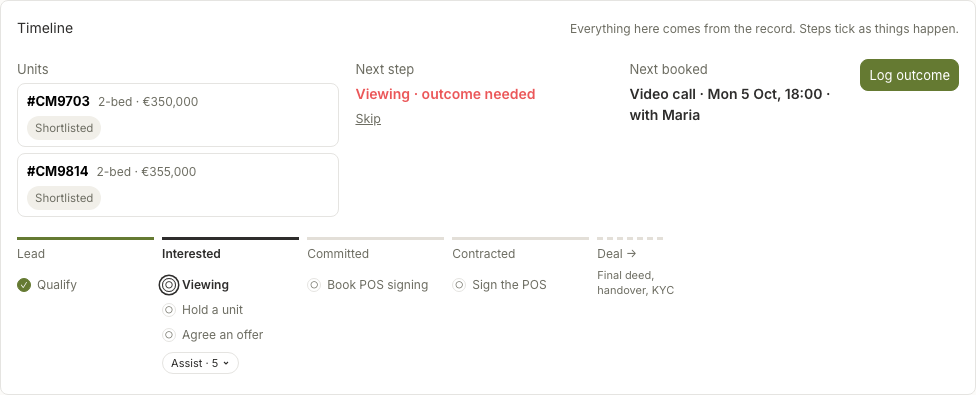 Timeline
Everything here comes from the record. Steps tick as things happen.
Units
#CM9703 2-bed · €350,000
Shortlisted
#CM9814 2-bed · €355,000
Shortlisted
Next step
Viewing · outcome needed
Skip
Next booked
Video call · Mon 5 Oct, 18:00 ·
with Maria
Log outcome
Lead
Qualify
Interested
Viewing
Hold a unit
Agree an offer
Assist · 5
Committed
Book POS signing
Contracted
Sign the POS
Deal →
Final deed,
handover, KYC